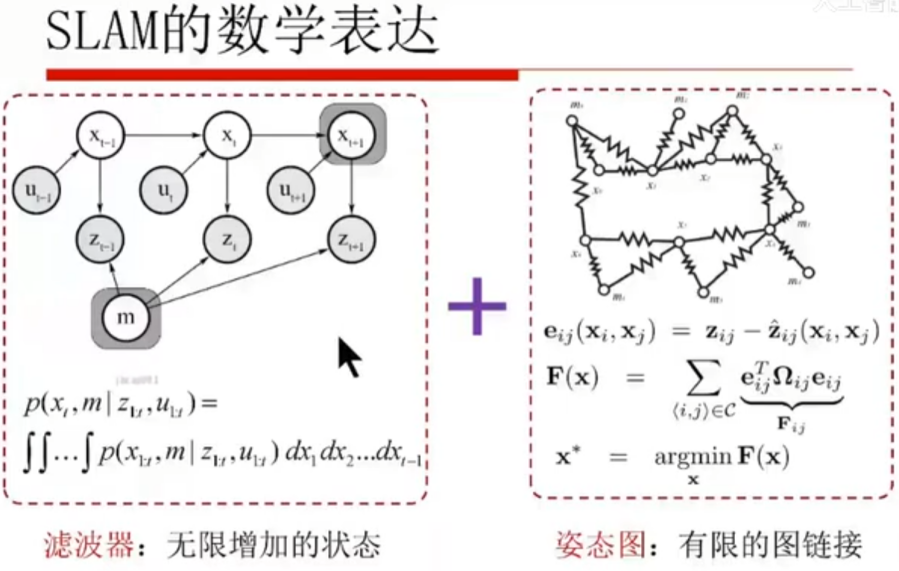 SLAM的数学表达
x_{t-1} x_t x_{t+1}
u_{t-1} u_t u_{t+1}
z_{t-1} z_t z_{t+1}
m
p(x_t, m | z_{1:t}, u_{1:t}) =
∫∫…∫ p(x_{1:t}, m | z_{1:t}, u_{1:t}) dx_1 dx_2...dx_{t-1}
滤波器：无限增加的状态
+
e_{ij}(x_i, x_j) = z_{ij} − ẑ_{ij}(x_i, x_j)
F(x) = ∑_{⟨i,j⟩∈C} e_{ij}^T Ω_{ij} e_{ij}
F_{ij}
x* = argmin F(x)
x
姿态图：有限的图链接